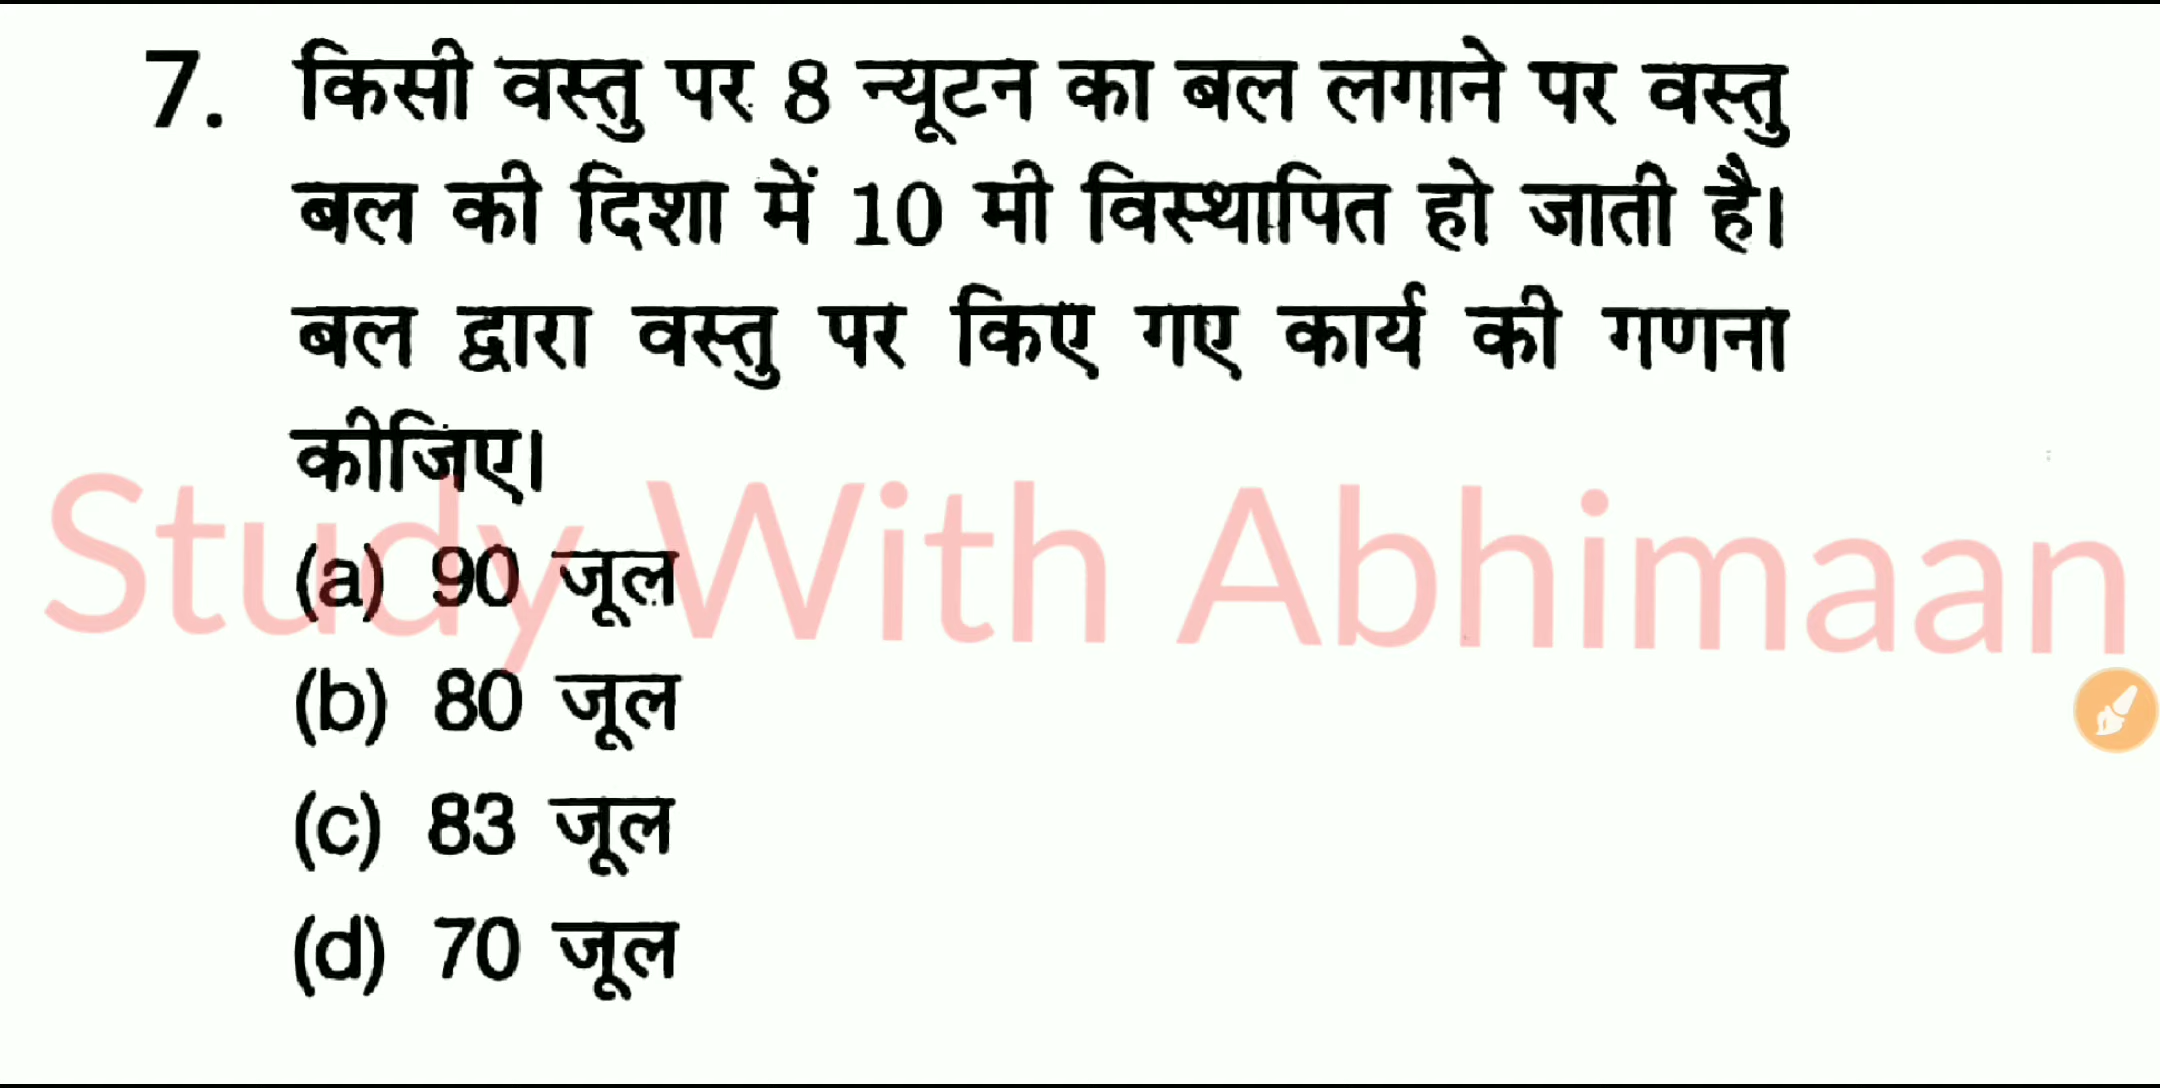 7. किसी वस्तु पर 8 न्यूटन का बल लगाने पर वस्तु
बल की दिशा में 10 मी विस्थापित हो जाती है।
बल द्वारा वस्तु पर किए गए कार्य की गणना
कीजिए।
Study With Abhimaan
(a) 90 जूल
(b) 80 जूल
(c) 83 जूल
(d) 70 जूल